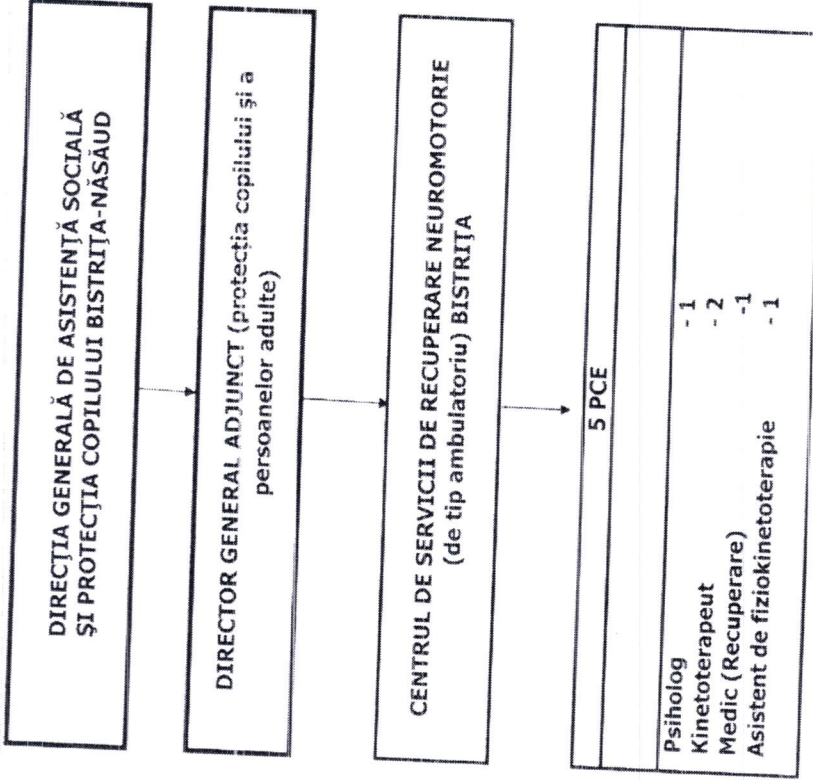 DIRECȚIA GENERALĂ DE ASISTENȚĂ SOCIALĂ
ȘI PROTECȚIA COPILULUI BISTRIȚA-NĂSĂUD
DIRECTOR GENERAL ADJUNCT (protecția copilului și a
persoanelor adulte)
CENTRUL DE SERVICII DE RECUPERARE NEUROMOTORIE
(de tip ambulatoriu) BISTRIȚA
5 PCE
Psiholog - 1
Kinetoterapeut - 2
Medic (Recuperare) -1
Asistent de fiziokinetoterapie - 1